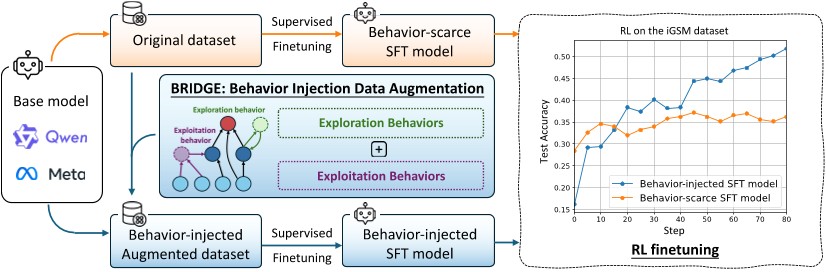 Base model
Qwen
Meta
Original dataset
Supervised
Finetuning
Behavior-scarce
SFT model
BRIDGE: Behavior Injection Data Augmentation
Exploration behavior
Exploitation
behavior
Exploration Behaviors
+
Exploitation Behaviors
Behavior-injected
Augmented dataset
Supervised
Finetuning
Behavior-injected
SFT model
RL on the iGSM dataset
Test Accuracy
0.50
0.45
0.40
0.35
0.30
0.25
0.20
0.15
Behavior-injected SFT model
Behavior-scarce SFT model
0 10 20 30 40 50 60 70 80
Step
RL finetuning